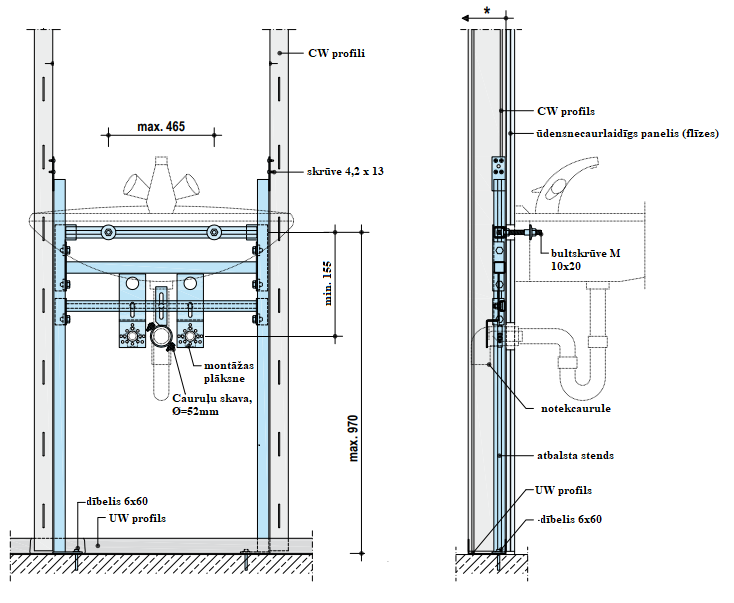 *
CW profili
max. 465
CW profils
ūdensnecaurlaidīgs panelis (flīzes)
skrūve 4,2 x 13
bultskrūve M
10x20
min. 155
montāžas
plāksne
Cauruļu skava,
Ø=52mm
notekcaurule
max. 970
atbalsta stends
UW profils
dībelis 6x60
UW profils
-dībelis 6x60